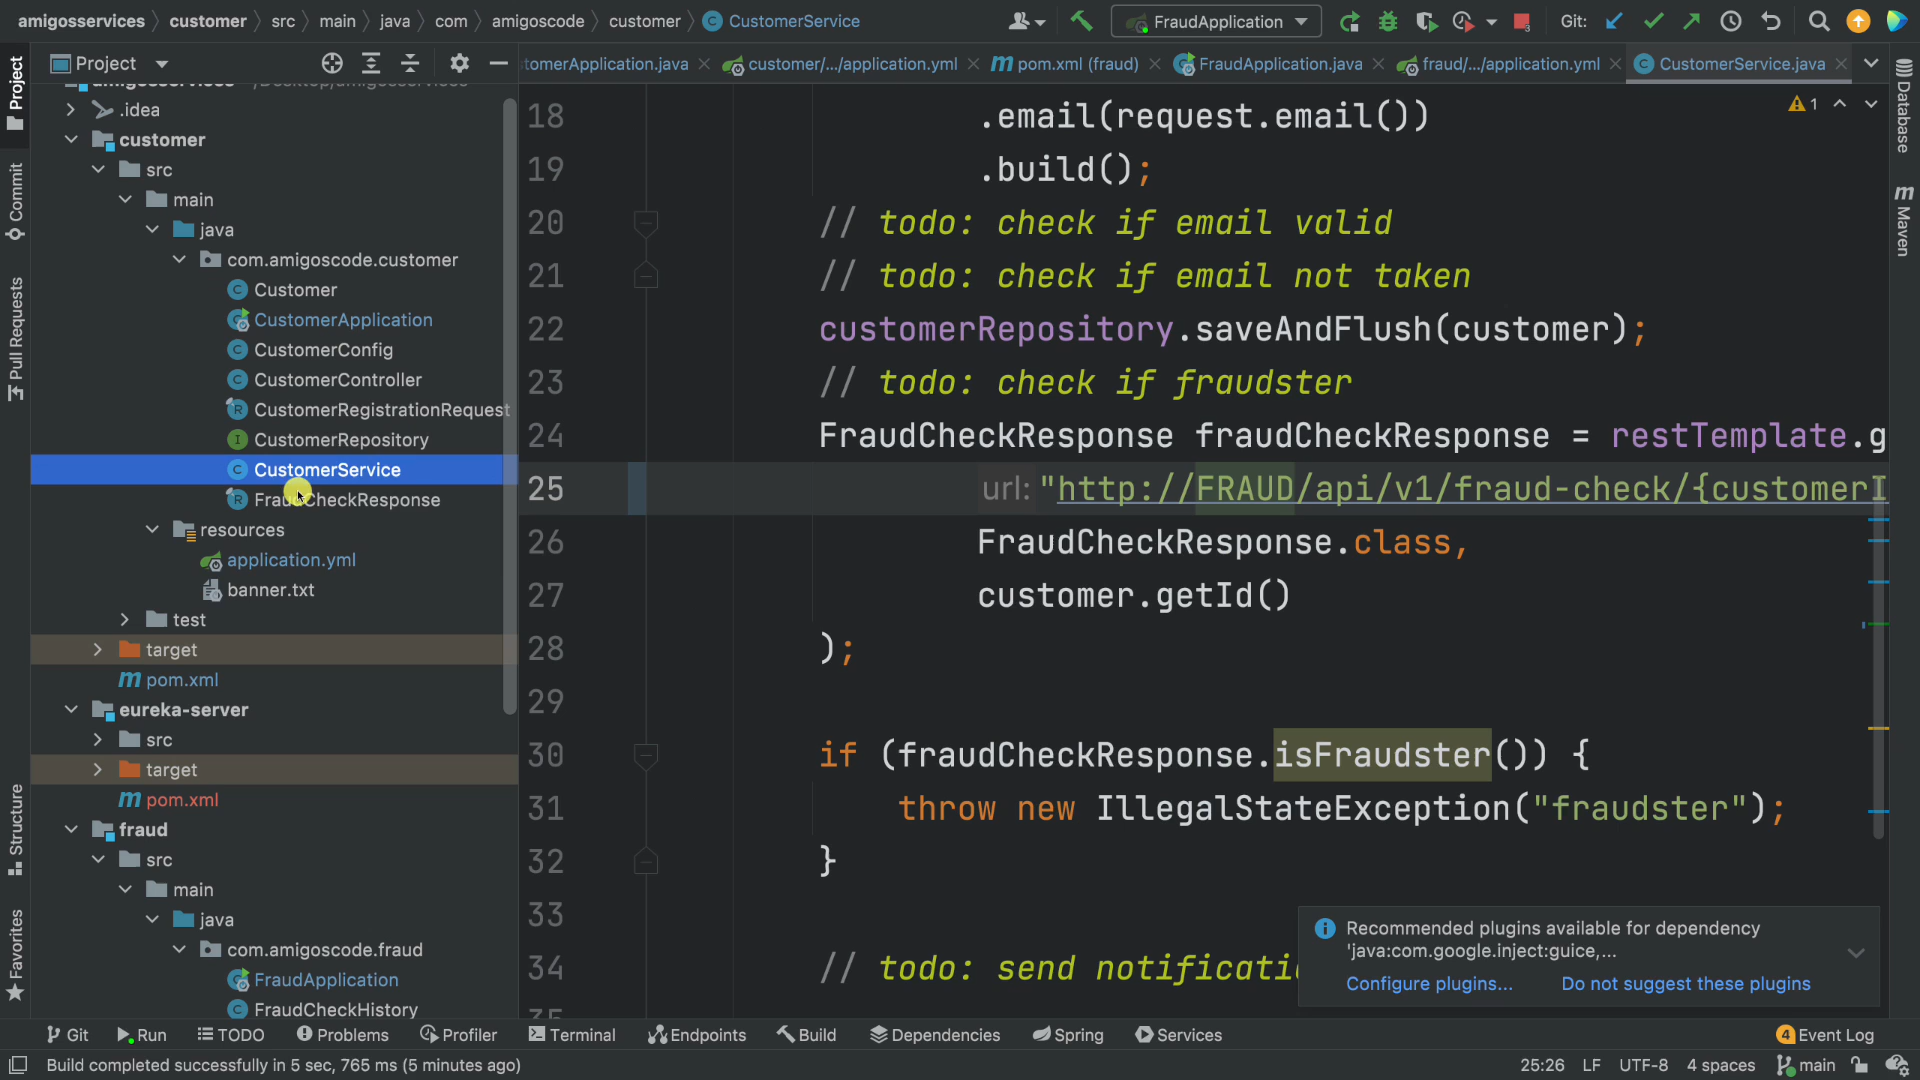 amigosservices
customer
src
main
java
com
amigoscode
customer
CustomerService
FraudApplication
Git:
Project
tomerApplication.java
customer/.../application.yml
pom.xml (fraud)
FraudApplication.java
fraud/.../application.yml
CustomerService.java
Project
Commit
Pull Requests
Structure
Favorites
.idea
customer
src
main
java
com.amigoscode.customer
Customer
CustomerApplication
CustomerConfig
CustomerController
CustomerRegistrationRequest
CustomerRepository
CustomerService
FraudCheckResponse
resources
application.yml
banner.txt
test
target
pom.xml
eureka-server
src
target
pom.xml
fraud
src
main
java
com.amigoscode.fraud
FraudApplication
FraudCheckHistory
18 .email(request.email())
19 .build();
20 // todo: check if email valid
21 // todo: check if email not taken
22 customerRepository.saveAndFlush(customer);
23 // todo: check if fraudster
24 FraudCheckResponse fraudCheckResponse = restTemplate.g
25 url: "http://FRAUD/api/v1/fraud-check/{customerI
26 FraudCheckResponse.class,
27 customer.getId()
28 );
29
30 if (fraudCheckResponse.isFraudster()) {
31 throw new IllegalStateException("fraudster");
32 }
33
34 // todo: send notificati
35
1
Database
Maven
Recommended plugins available for dependency
'java:com.google.inject:guice,...
Configure plugins...
Do not suggest these plugins
Git
Run
TODO
Problems
Profiler
Terminal
Endpoints
Build
Dependencies
Spring
Services
4 Event Log
Build completed successfully in 5 sec, 765 ms (5 minutes ago)
25:26
LF
UTF-8
4 spaces
main